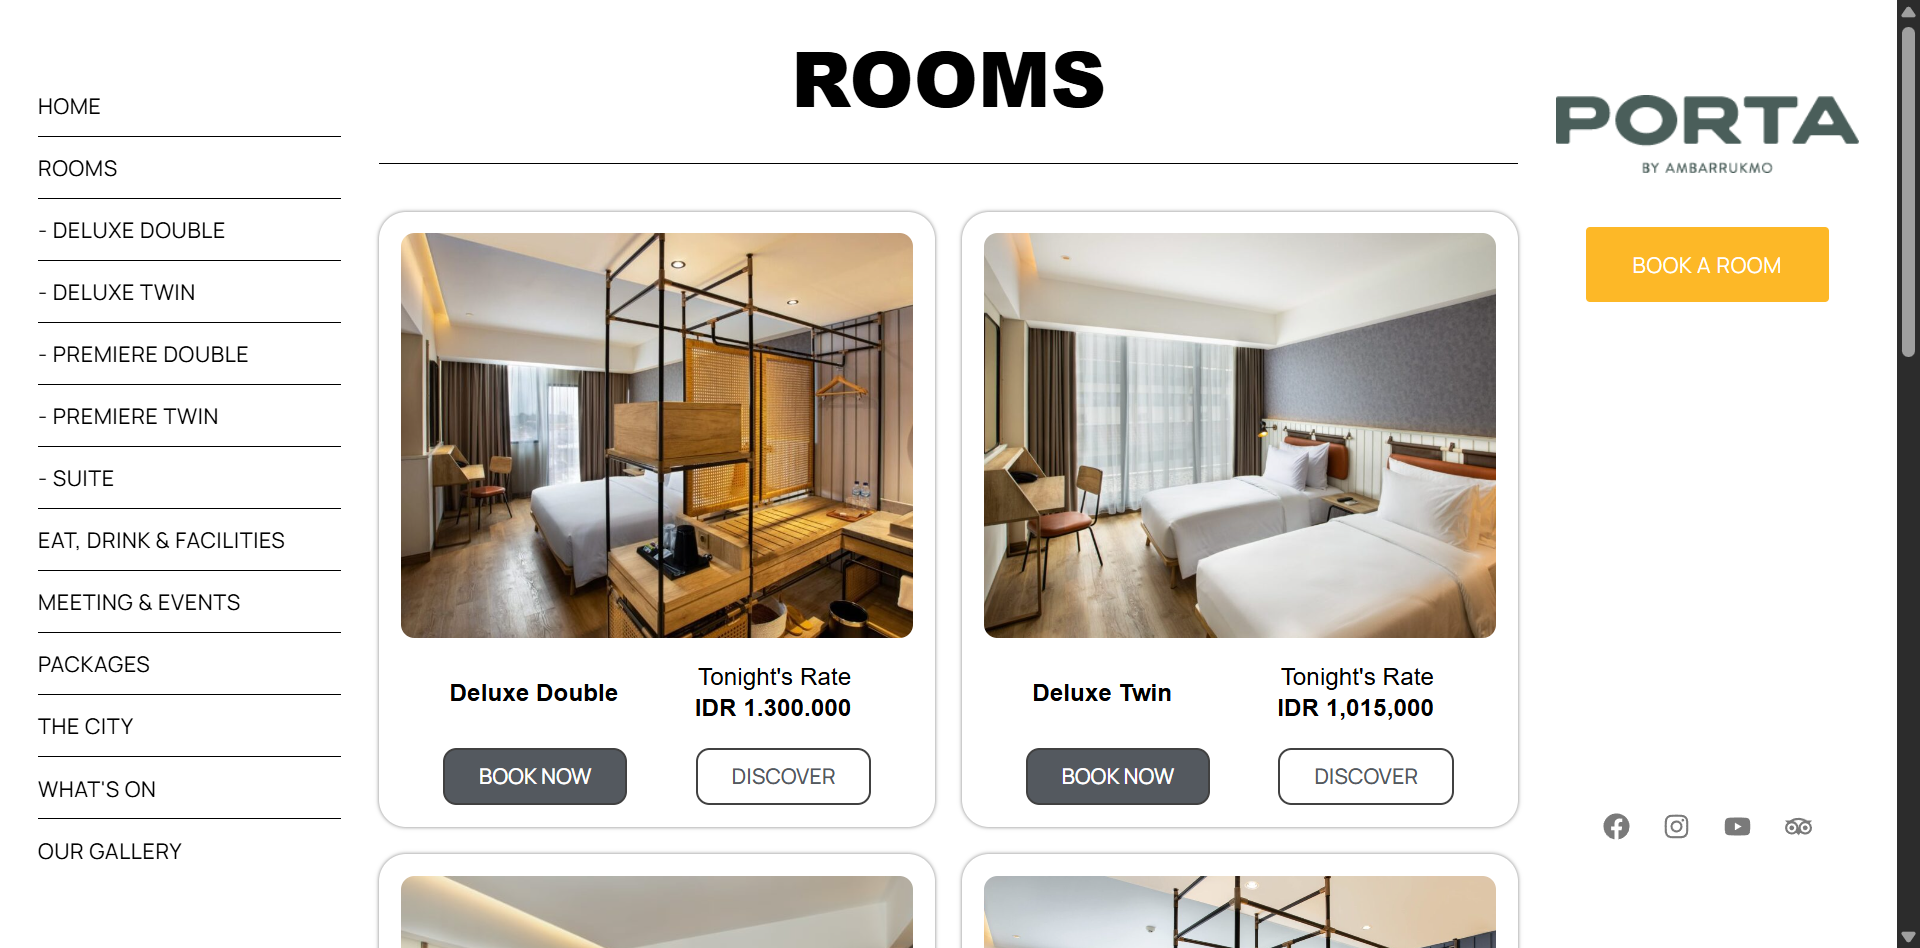 HOME
ROOMS
- DELUXE DOUBLE
- DELUXE TWIN
- PREMIERE DOUBLE
- PREMIERE TWIN
- SUITE
EAT, DRINK & FACILITIES
MEETING & EVENTS
PACKAGES
THE CITY
WHAT'S ON
OUR GALLERY
ROOMS
Deluxe Double
Tonight's Rate
IDR 1.300.000
BOOK NOW
DISCOVER
Deluxe Twin
Tonight's Rate
IDR 1,015,000
BOOK NOW
DISCOVER
PORTA
BY AMBARRUKMO
BOOK A ROOM